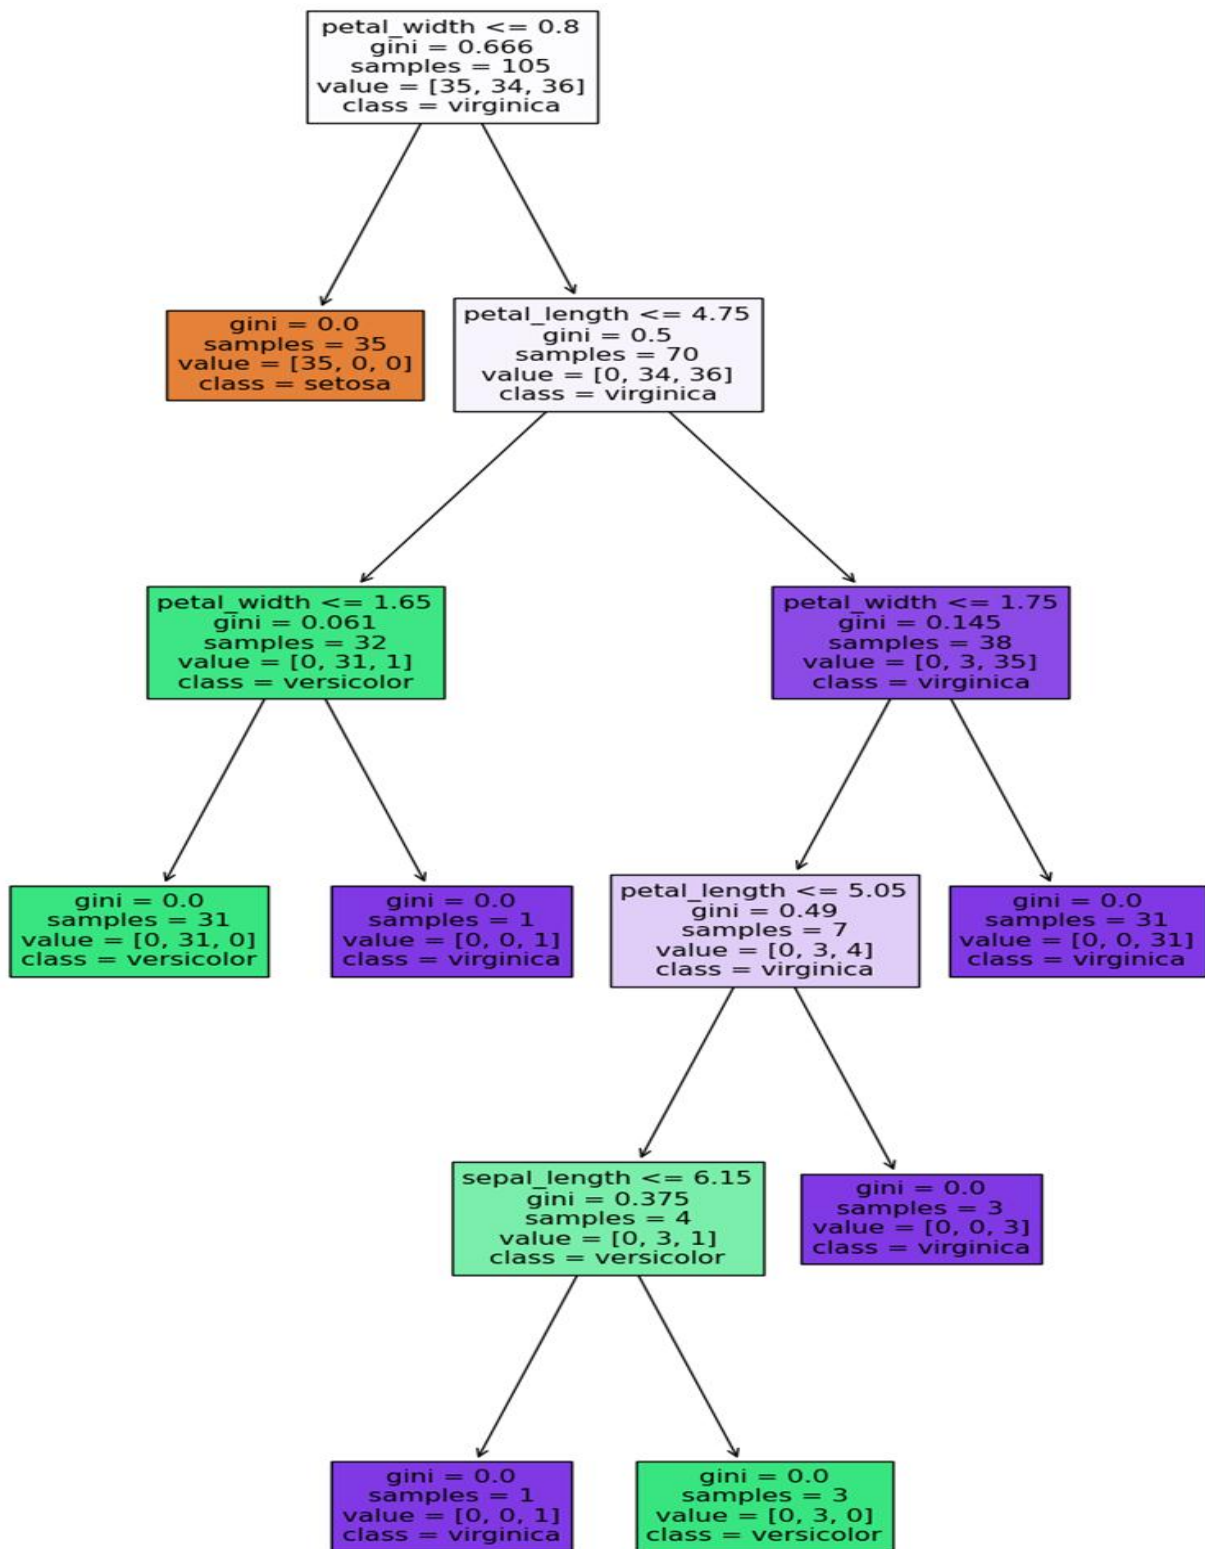 petal_width <= 0.8
gini = 0.666
samples = 105
value = [35, 34, 36]
class = virginica
gini = 0.0
samples = 35
value = [35, 0, 0]
class = setosa
petal_length <= 4.75
gini = 0.5
samples = 70
value = [0, 34, 36]
class = virginica
petal_width <= 1.65
gini = 0.061
samples = 32
value = [0, 31, 1]
class = versicolor
petal_width <= 1.75
gini = 0.145
samples = 38
value = [0, 3, 35]
class = virginica
gini = 0.0
samples = 31
value = [0, 31, 0]
class = versicolor
gini = 0.0
samples = 1
value = [0, 0, 1]
class = virginica
petal_length <= 5.05
gini = 0.49
samples = 7
value = [0, 3, 4]
class = virginica
gini = 0.0
samples = 31
value = [0, 0, 31]
class = virginica
sepal_length <= 6.15
gini = 0.375
samples = 4
value = [0, 3, 1]
class = versicolor
gini = 0.0
samples = 3
value = [0, 0, 3]
class = virginica
gini = 0.0
samples = 1
value = [0, 0, 1]
class = virginica
gini = 0.0
samples = 3
value = [0, 3, 0]
class = versicolor